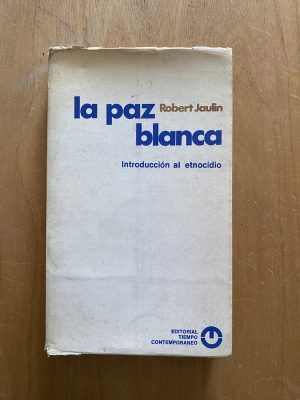 la paz Robert Jaulin
blanca
Introducción al etnocidio
EDITORIAL
TIEMPO
CONTEMPORANEO